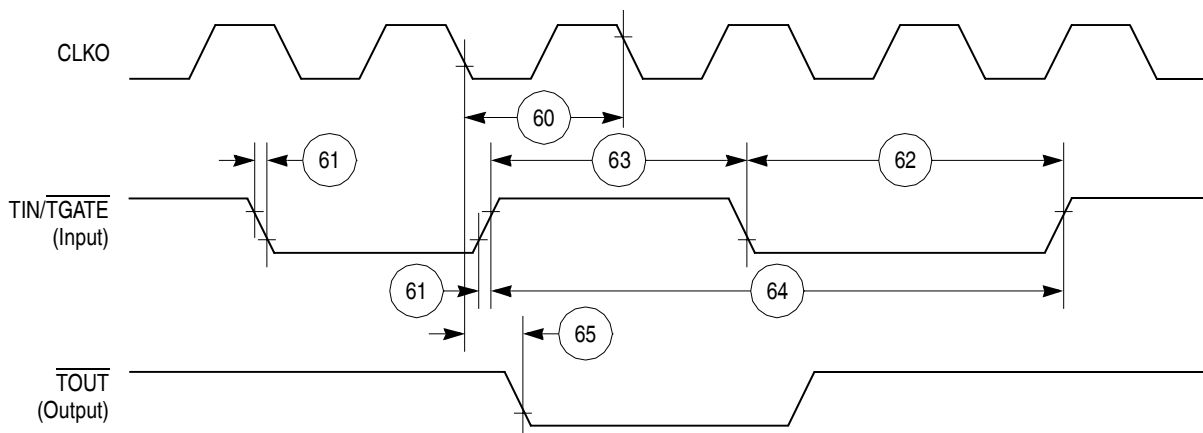 CLKO
60
61
63
62
TIN/TGATE
(Input)
61
64
65
TOUT
(Output)